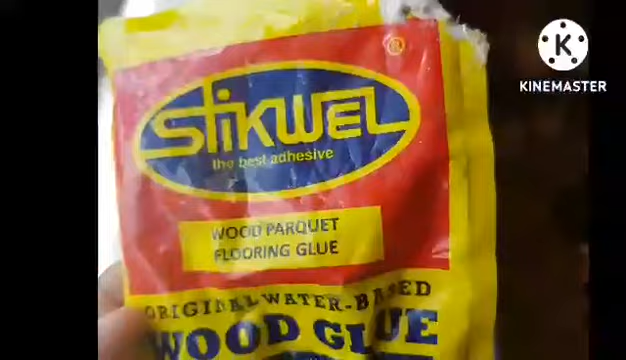 ®
STIKWEL
the best adhesive
WOOD PARQUET
FLOORING GLUE
ORIGINAL WATER-BASED
WOOD GLUE
K
KINEMASTER